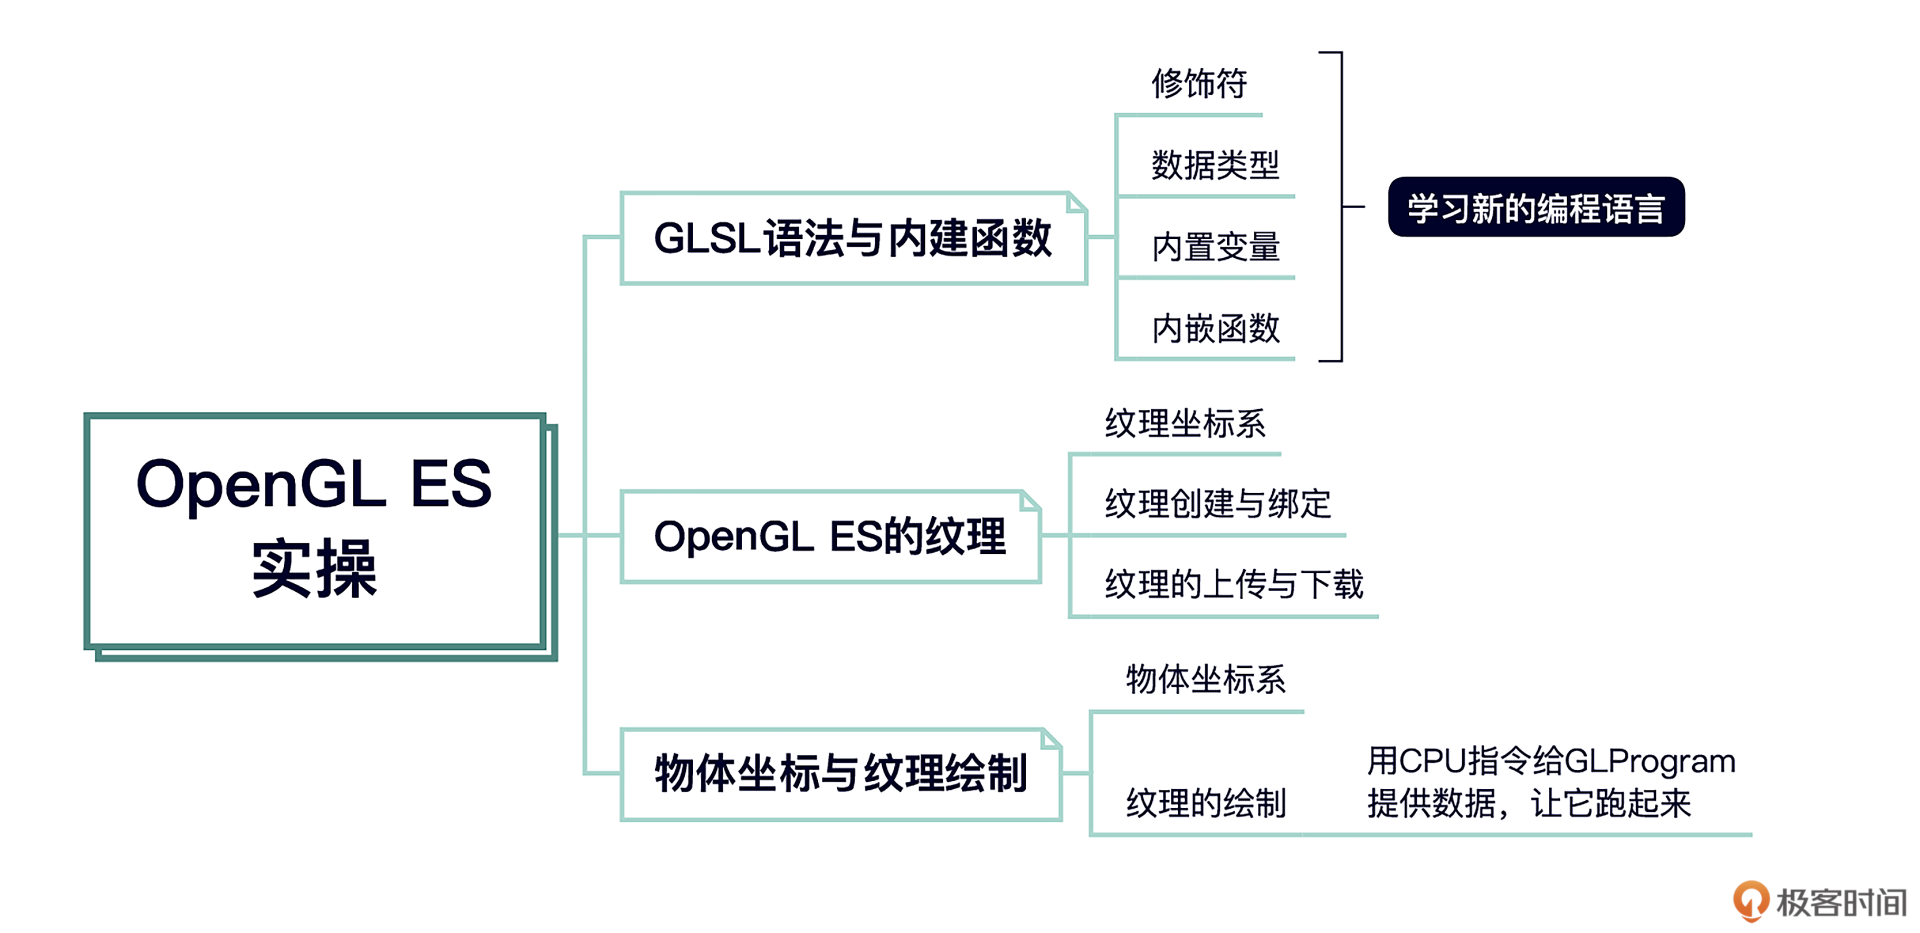 OpenGL ES
实操
GLSL语法与内建函数
修饰符
数据类型
内置变量
内嵌函数
学习新的编程语言
OpenGL ES的纹理
纹理坐标系
纹理创建与绑定
纹理的上传与下载
物体坐标与纹理绘制
物体坐标系
纹理的绘制
用CPU指令给GLProgram
提供数据，让它跑起来
极客时间